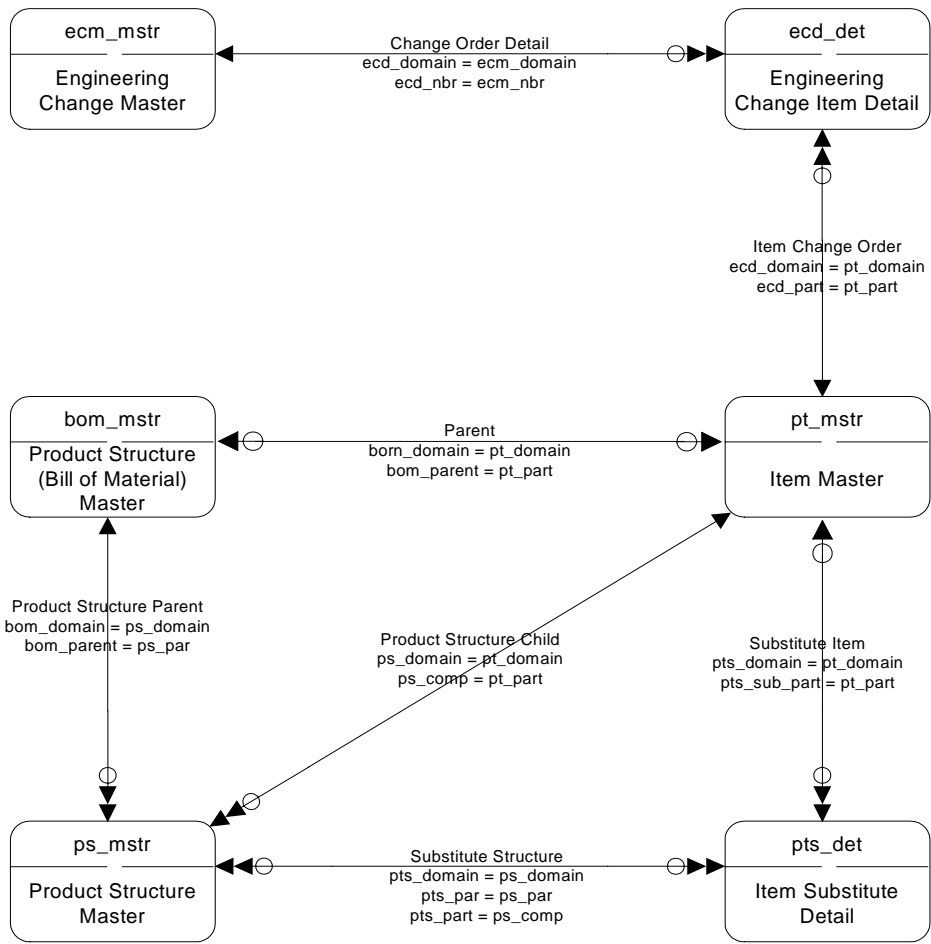 ecm_mstr
Engineering
Change Master
Change Order Detail
ecd_domain = ecm_domain
ecd_nbr = ecm_nbr
ecd_det
Engineering
Change Item Detail
Item Change Order
ecd_domain = pt_domain
ecd_part = pt_part
bom_mstr
Product Structure
(Bill of Material)
Master
Parent
born_domain = pt_domain
bom_parent = pt_part
pt_mstr
Item Master
Product Structure Parent
bom_domain = ps_domain
bom_parent = ps_par
Product Structure Child
ps_domain = pt_domain
ps_comp = pt_part
Substitute Item
pts_domain = pt_domain
pts_sub_part = pt_part
ps_mstr
Product Structure
Master
Substitute Structure
pts_domain = ps_domain
pts_par = ps_par
pts_part = ps_comp
pts_det
Item Substitute
Detail